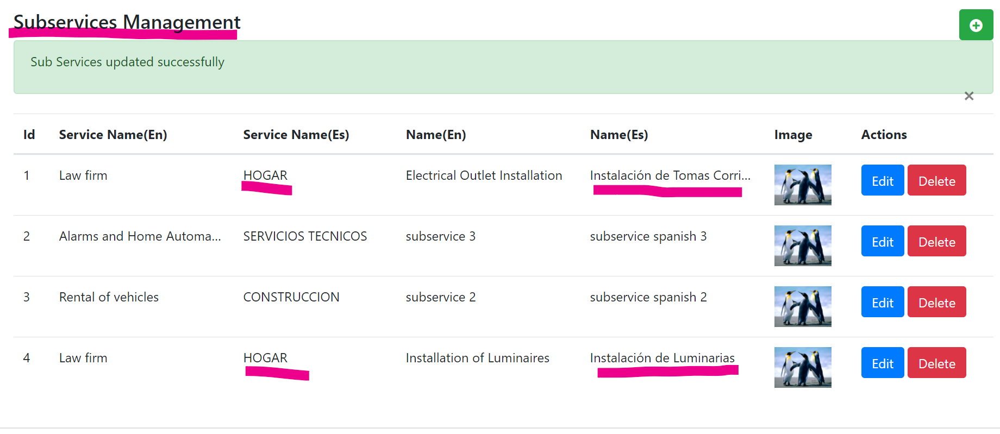 Subservices Management
Sub Services updated successfully
×
Id Service Name(En) Service Name(Es) Name(En) Name(Es) Image Actions
1 Law firm HOGAR Electrical Outlet Installation Instalación de Tomas Corri... Edit Delete
2 Alarms and Home Automa... SERVICIOS TECNICOS subservice 3 subservice spanish 3 Edit Delete
3 Rental of vehicles CONSTRUCCION subservice 2 subservice spanish 2 Edit Delete
4 Law firm HOGAR Installation of Luminaires Instalación de Luminarias Edit Delete